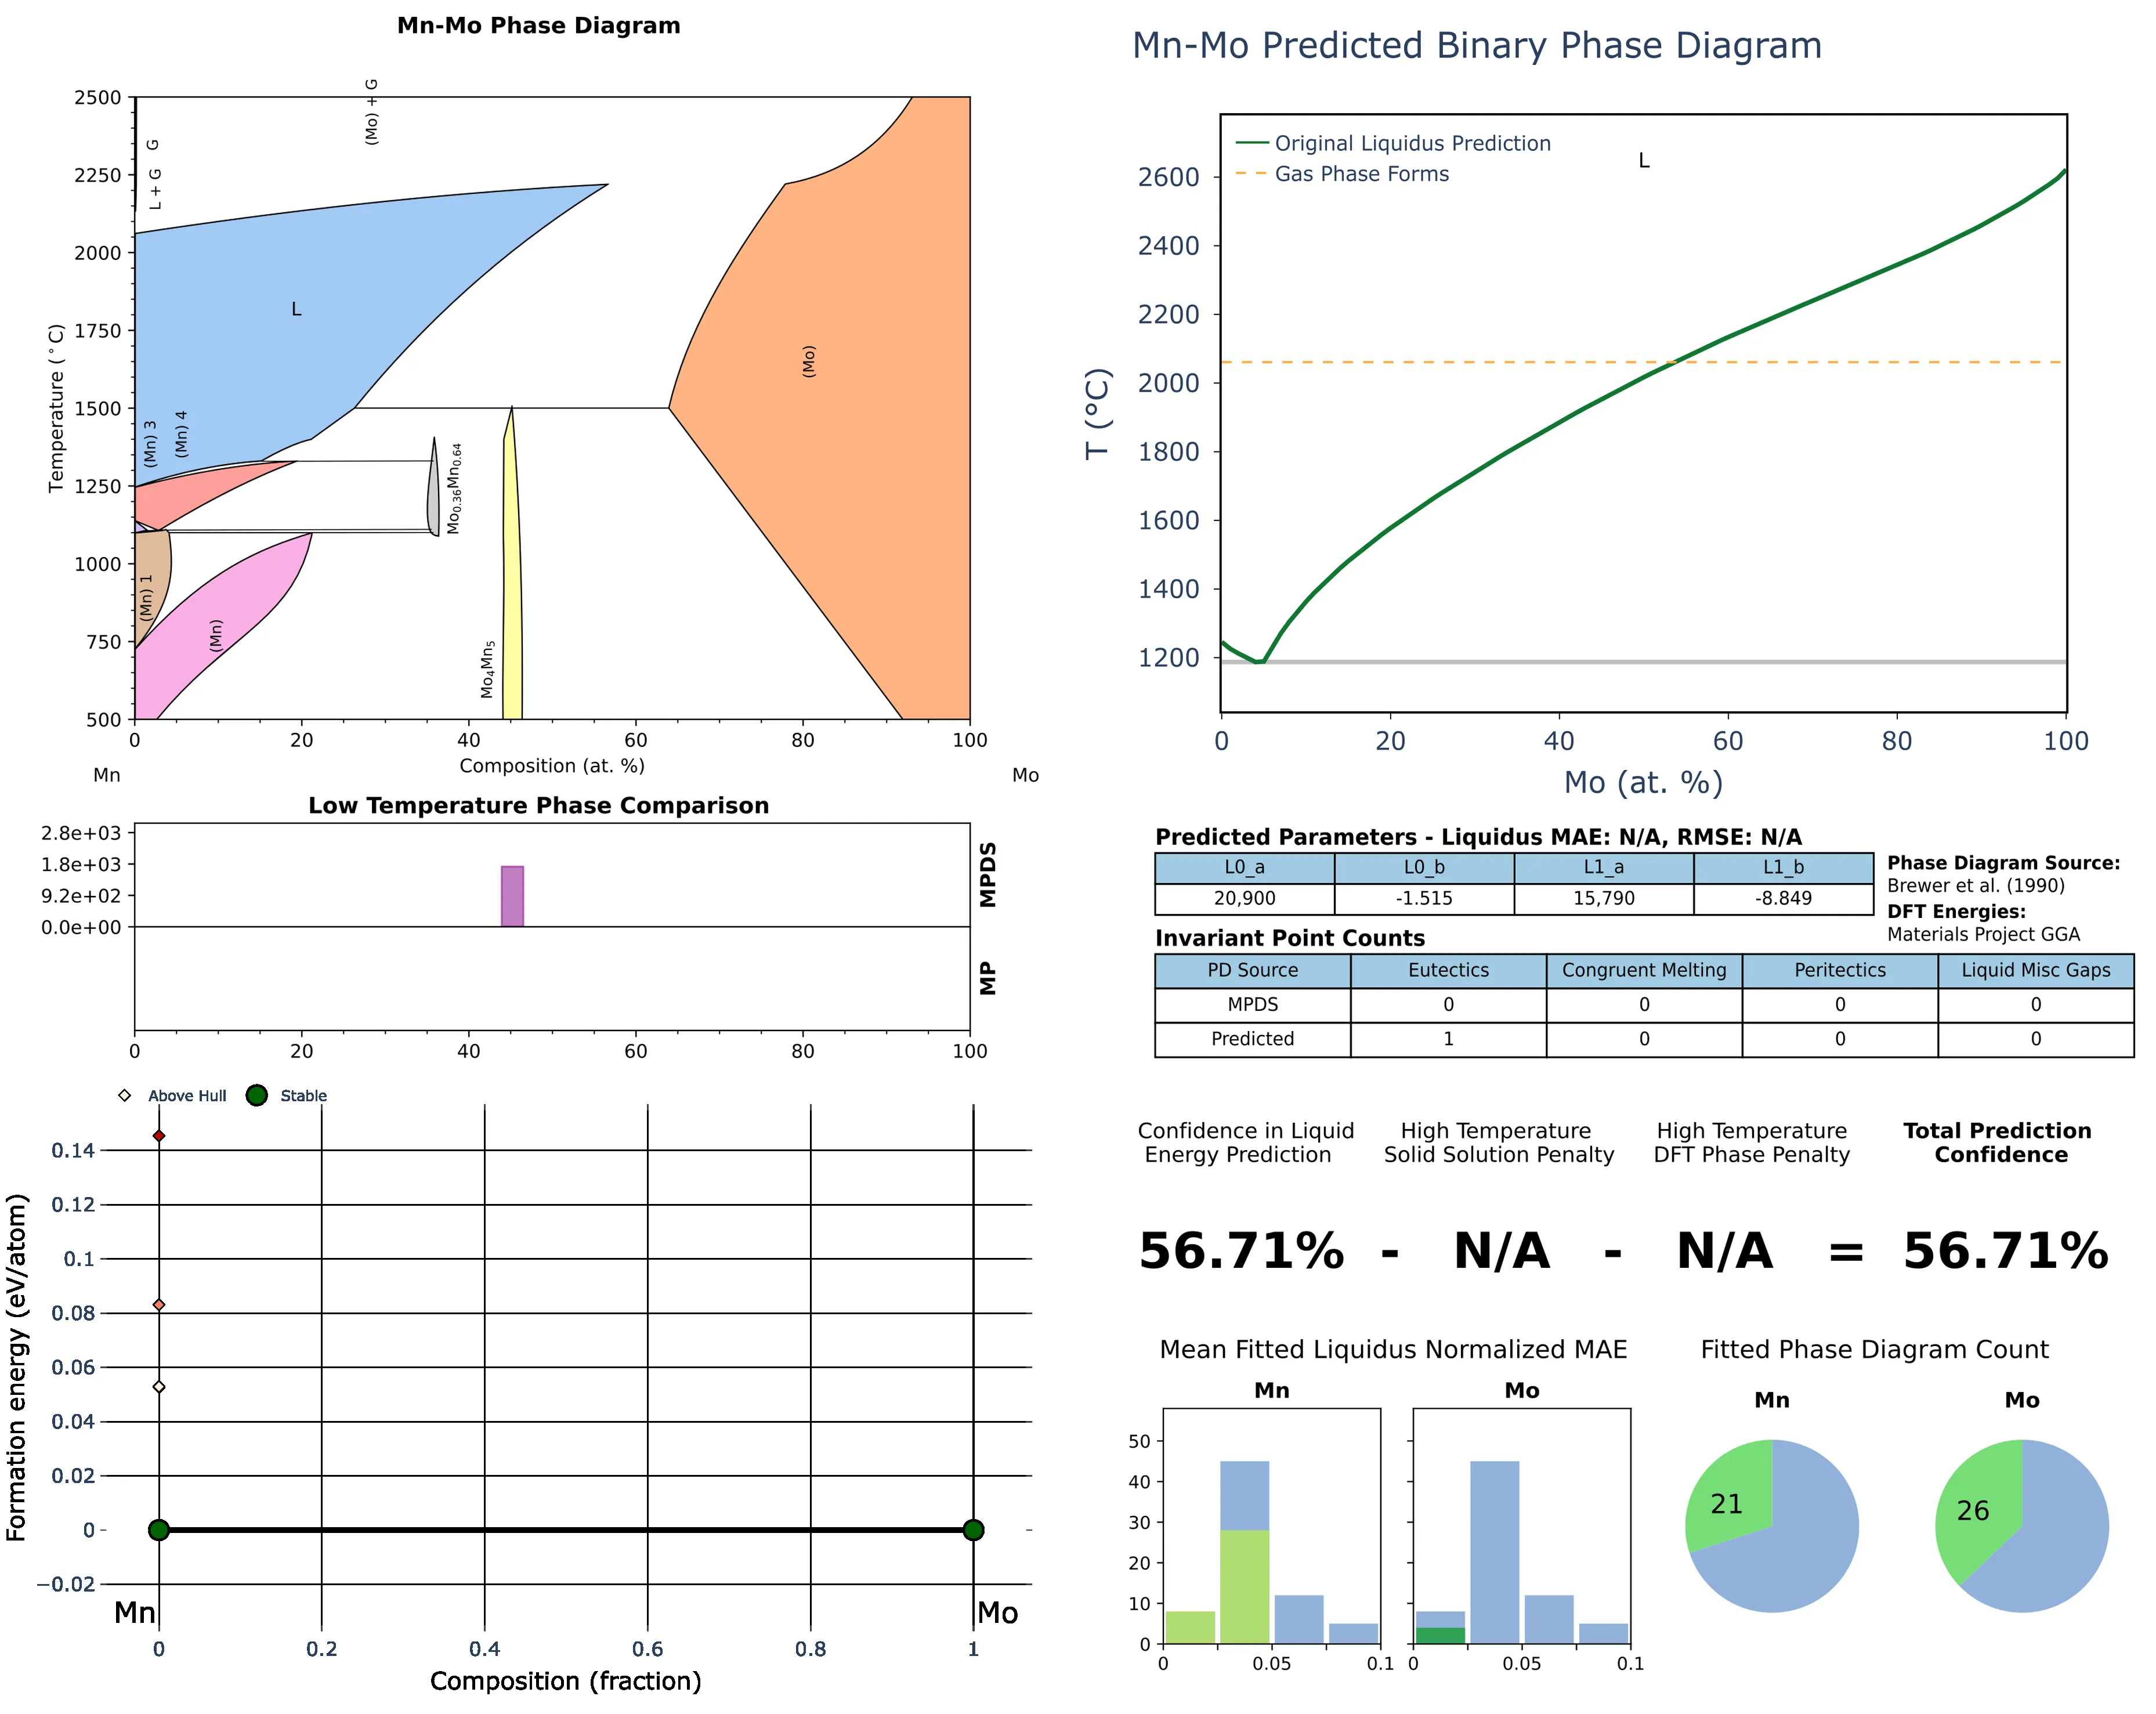 Mn-Mo Phase Diagram
2500
2250
2000
1750
1500
1250
1000
750
500
Temperature (°C)
G
L + G
(Mo) + G
L
(Mo)
(Mn) 3
(Mn) 4
Mo0.36Mn0.64
(Mn) 1
(Mn)
Mo4Mn5
0 20 40 60 80 100
Mn Composition (at. %) Mo
Low Temperature Phase Comparison
2.8e+03
1.8e+03
9.2e+02
0.0e+00
MPDS
MP
0 20 40 60 80 100
Above Hull Stable
0.14
0.12
0.1
0.08
0.06
0.04
0.02
0
−0.02
Formation energy (eV/atom)
Mn Mo
0 0.2 0.4 0.6 0.8 1
Composition (fraction)
Mn-Mo Predicted Binary Phase Diagram
Original Liquidus Prediction
Gas Phase Forms
L
2600
2400
2200
2000
1800
1600
1400
1200
T (°C)
0 20 40 60 80 100
Mo (at. %)
Predicted Parameters - Liquidus MAE: N/A, RMSE: N/A
L0_a L0_b L1_a L1_b
20,900 -1.515 15,790 -8.849
Phase Diagram Source:
Brewer et al. (1990)
DFT Energies:
Materials Project GGA
Invariant Point Counts
PD Source Eutectics Congruent Melting Peritectics Liquid Misc Gaps
MPDS 0 0 0 0
Predicted 1 0 0 0
Confidence in Liquid Energy Prediction
High Temperature Solid Solution Penalty
High Temperature DFT Phase Penalty
Total Prediction Confidence
56.71% - N/A - N/A = 56.71%
Mean Fitted Liquidus Normalized MAE
Mn Mo
50
40
30
20
10
0
0 0.05 0.1 0 0.05 0.1
Fitted Phase Diagram Count
Mn Mo
21 26